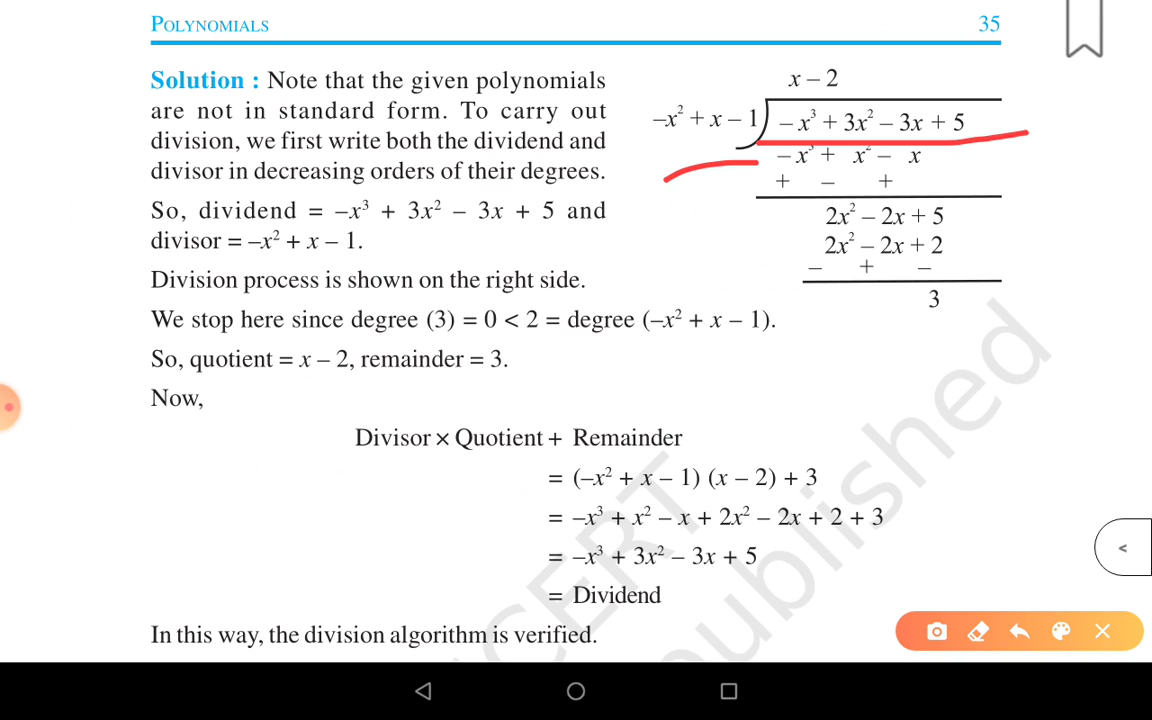 POLYNOMIALS 35
Solution : Note that the given polynomials
are not in standard form. To carry out
division, we first write both the dividend and
divisor in decreasing orders of their degrees.
So, dividend = –x³ + 3x² – 3x + 5 and
divisor = –x² + x – 1.
Division process is shown on the right side.
x – 2
–x² + x – 1) – x³ + 3x² – 3x + 5
– x³ + x² – x
+ – +
2x² – 2x + 5
2x² – 2x + 2
– + –
3
We stop here since degree (3) = 0 < 2 = degree (–x² + x – 1).
So, quotient = x – 2, remainder = 3.
Now,
Divisor × Quotient + Remainder
= (–x² + x – 1) (x – 2) + 3
= –x³ + x² – x + 2x² – 2x + 2 + 3
= –x³ + 3x² – 3x + 5
= Dividend
In this way, the division algorithm is verified.